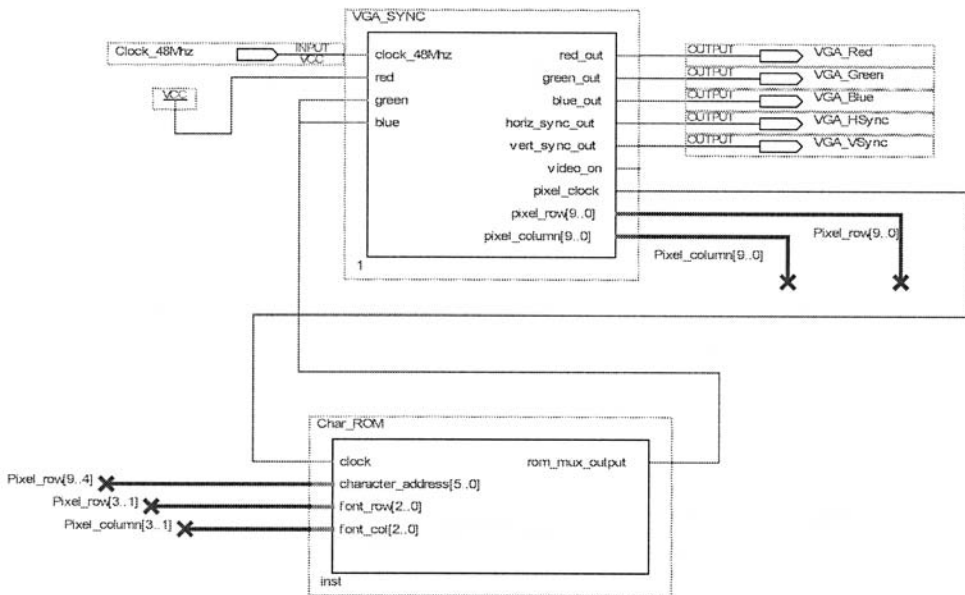 VGA_SYNC
Clock_48Mhz
INPUT
VCC
VCC
clock_48Mhz
red
green
blue
red_out
green_out
blue_out
horiz_sync_out
vert_sync_out
video_on
pixel_clock
pixel_row[9..0]
pixel_column[9..0]
1
OUTPUT VGA_Red
OUTPUT VGA_Green
OUTPUT VGA_Blue
OUTPUT VGA_HSync
OUTPUT VGA_VSync
Pixel_row[9..0]
Pixel_column[9..0]
Char_ROM
clock
character_address[5..0]
font_row[2..0]
font_col[2..0]
rom_mux_output
Pixel_row[9..4]
Pixel_row[3..1]
Pixel_column[3..1]
inst